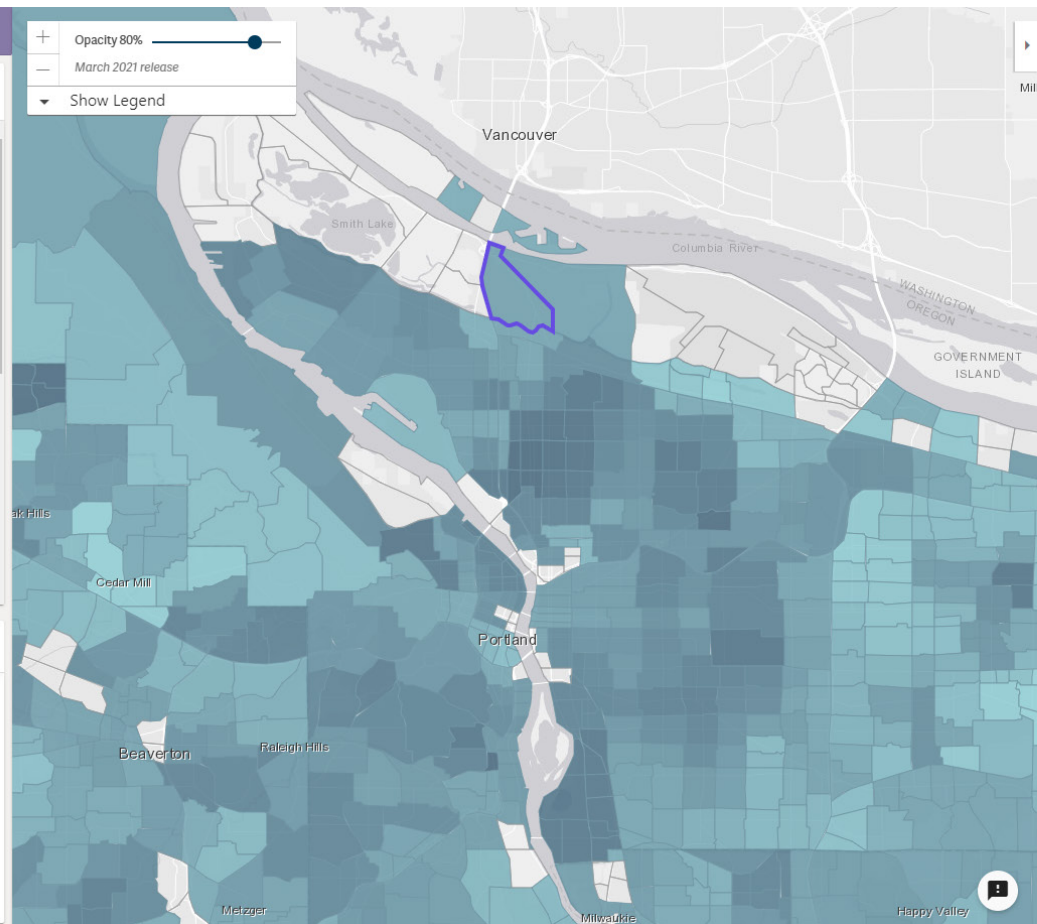 Opacity 80%
March 2021 release
Show Legend
Vancouver
Smith Lake
Columbia River
WASHINGTON
OREGON
GOVERNMENT
ISLAND
Cedar Mill
Portland
Beaverton
Raleigh Hills
Metzger
Milwaukie
Happy Valley